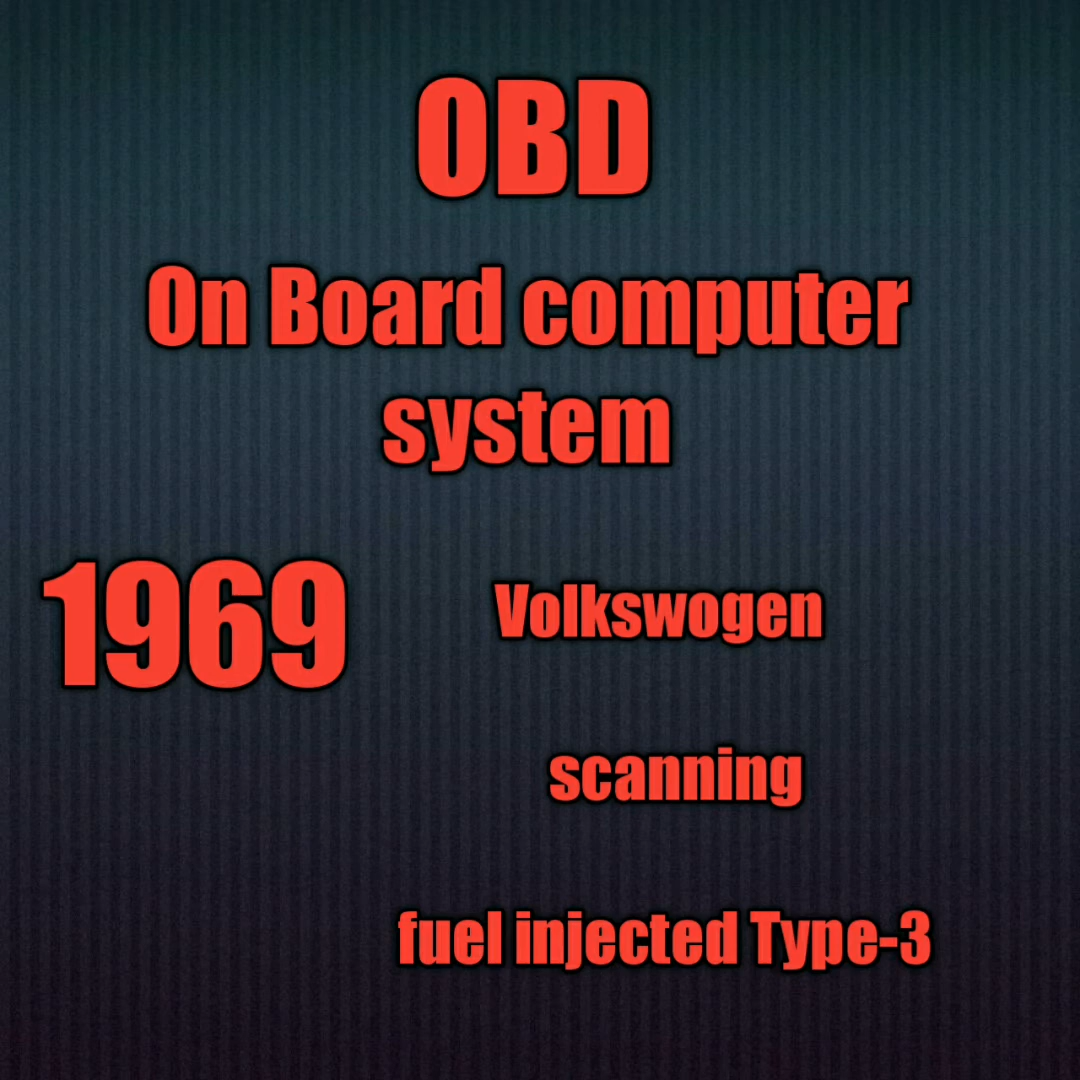 OBD
On Board computer
system
1969
Volkswogen
scanning
fuel injected Type-3